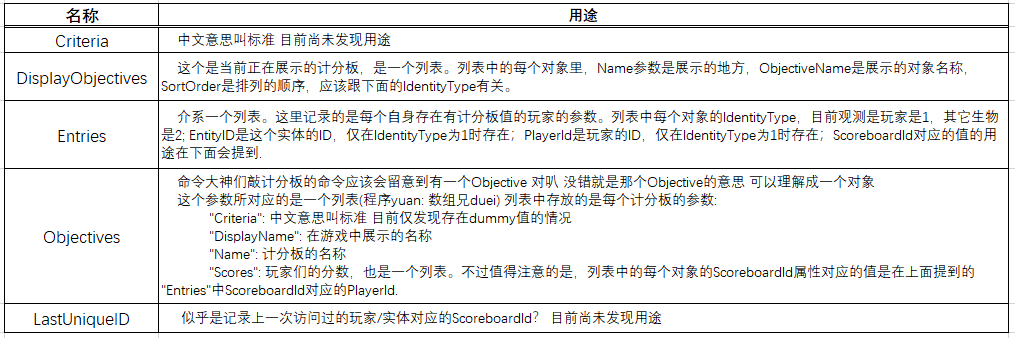 名称 用途
Criteria 中文意思叫标准 目前尚未发现用途
DisplayObjectives 这个是当前正在展示的计分板，是一个列表。列表中的每个对象里，Name参数是展示的地方，ObjectiveName是展示的对象名称，
SortOrder是排列的顺序，应该跟下面的IdentityType有关。
Entries 介系一个列表。这里记录的是每个自身存在有计分板值的玩家的参数。列表中每个对象的IdentityType，目前观测是玩家是1，其它生物
是2; EntityID是这个实体的ID，仅在IdentityType为1时存在；PlayerId是玩家的ID，仅在IdentityType为1时存在；ScoreboardId对应的值的用
途在下面会提到.
Objectives 命令大神们敲计分板的命令应该会留意到有一个Objective 对叭 没错就是那个Objective的意思 可以理解成一个对象
这个参数所对应的是一个列表(程序yuan: 数组兄duei) 列表中存放的是每个计分板的参数:
"Criteria": 中文意思叫标准 目前仅发现存在dummy值的情况
"DisplayName": 在游戏中展示的名称
"Name": 计分板的名称
"Scores": 玩家们的分数，也是一个列表。不过值得注意的是，列表中的每个对象的ScoreboardId属性对应的值是在上面提到的
"Entries"中ScoreboardId对应的PlayerId.
LastUniqueID 似乎是记录上一次访问过的玩家/实体对应的ScoreboardId？ 目前尚未发现用途